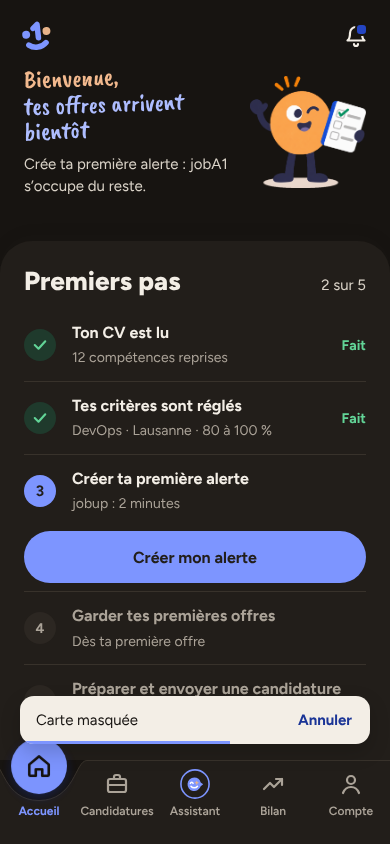 Bienvenue,
tes offres arrivent
bientôt
Crée ta première alerte : jobA1
s’occupe du reste.
Premiers pas
2 sur 5
Ton CV est lu
12 compétences reprises
Fait
Tes critères sont réglés
DevOps · Lausanne · 80 à 100 %
Fait
3
Créer ta première alerte
jobup : 2 minutes
Créer mon alerte
4
Garder tes premières offres
Dès ta première offre
Préparer et envoyer une candidature
Carte masquée
Annuler
Accueil
Candidatures
Assistant
Bilan
Compte